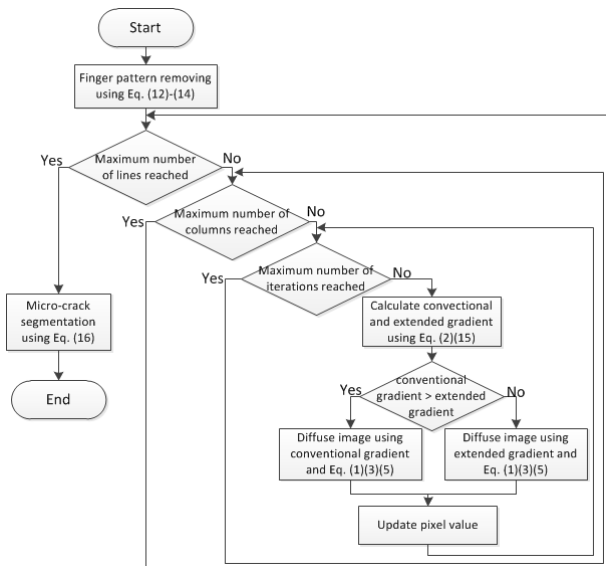 Start
Finger pattern removing
using Eq. (12)-(14)
Yes
Maximum number
of lines reached
No
Yes
Maximum number of
columns reached
No
Yes
Maximum number of
iterations reached
No
Micro-crack
segmentation
using Eq. (16)
End
Calculate convectional
and extended gradient
using Eq. (2)(15)
Yes
conventional
gradient > extended
gradient
No
Diffuse image using
conventional gradient
and Eq. (1)(3)(5)
Diffuse image using
extended gradient and
Eq. (1)(3)(5)
Update pixel value